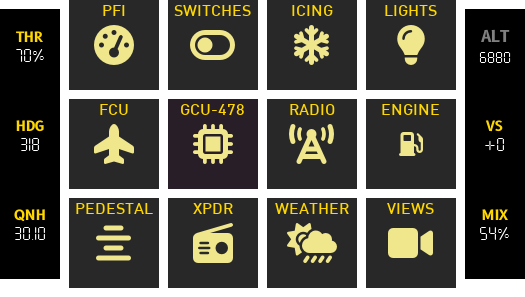 PFI SWITCHES ICING LIGHTS
THR
70%
ALT
6880
FCU GCU-478 RADIO ENGINE
HDG
318
VS
+0
PEDESTAL XPDR WEATHER VIEWS
QNH
30.10
MIX
54%